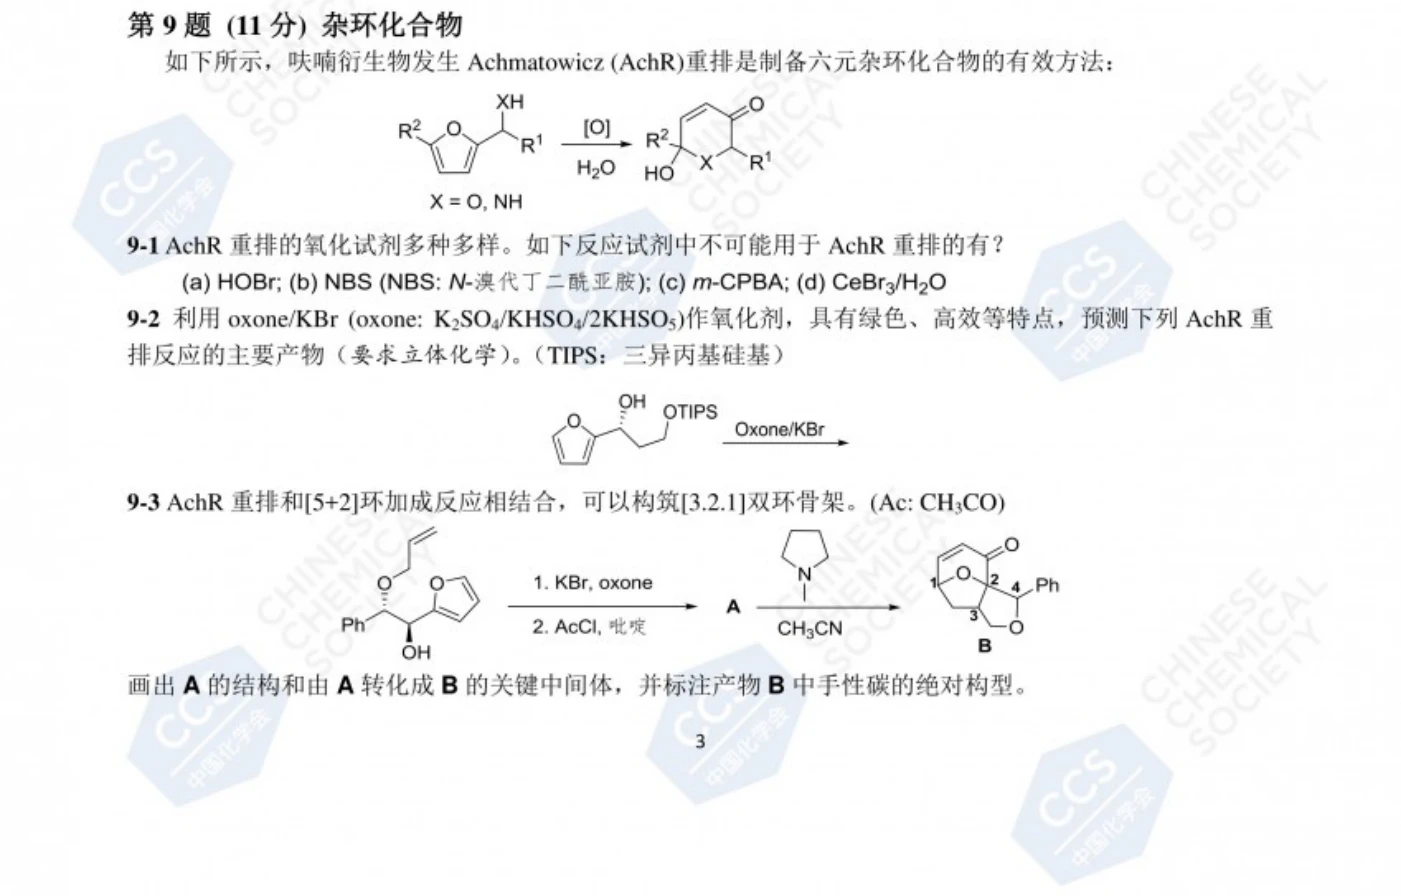 第 9 题 (11 分) 杂环化合物
如下所示，呋喃衍生物发生 Achmatowicz (AchR)重排是制备六元杂环化合物的有效方法：
XH
R² O R¹
[O]
H₂O
O
R²
HO X R¹
X = O, NH
9-1 AchR 重排的氧化试剂多种多样。如下反应试剂中不可能用于 AchR 重排的有？
(a) HOBr; (b) NBS (NBS: N-溴代丁二酰亚胺); (c) m-CPBA; (d) CeBr₃/H₂O
9-2 利用 oxone/KBr (oxone: K₂SO₄/KHSO₄/2KHSO₅)作氧化剂，具有绿色、高效等特点，预测下列 AchR 重
排反应的主要产物（要求立体化学）。（TIPS：三异丙基硅基）
OH
O OTIPS
Oxone/KBr
9-3 AchR 重排和[5+2]环加成反应相结合，可以构筑[3.2.1]双环骨架。(Ac: CH₃CO)
O O
Ph
OH
1. KBr, oxone
2. AcCl, 吡啶
A
N
CH₃CN
O
1 O 2 4 Ph
3 O
B
画出 A 的结构和由 A 转化成 B 的关键中间体，并标注产物 B 中手性碳的绝对构型。
3
CCS
中国化学会
CHINESE
CHEMICAL
SOCIETY